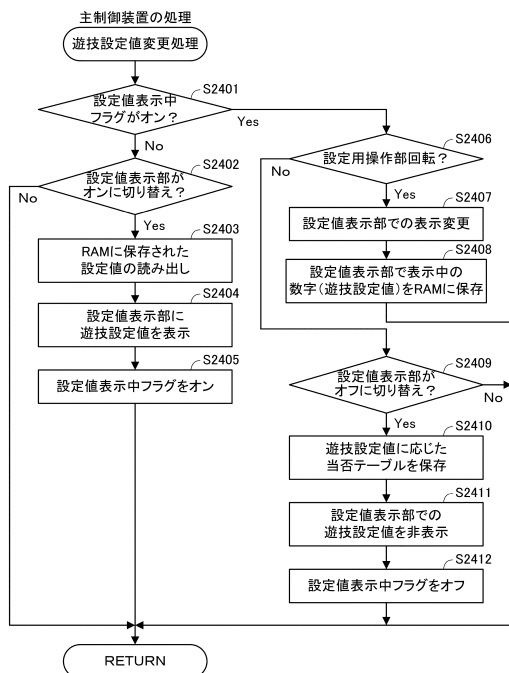 主制御装置の処理
遊技設定値変更処理
S2401
設定値表示中
フラグがオン？
Yes
No
S2402
設定値表示部が
オンに切り替え？
No
Yes
S2403
RAMに保存された
設定値の読み出し
S2404
設定値表示部に
遊技設定値を表示
S2405
設定値表示中フラグをオン
S2406
設定用操作部回転？
No
Yes
S2407
設定値表示部での表示変更
S2408
設定値表示部で表示中の
数字（遊技設定値）をRAMに保存
S2409
設定値表示部が
オフに切り替え？
No
Yes
S2410
遊技設定値に応じた
当否テーブルを保存
S2411
設定値表示部での
遊技設定値を非表示
S2412
設定値表示中フラグをオフ
RETURN